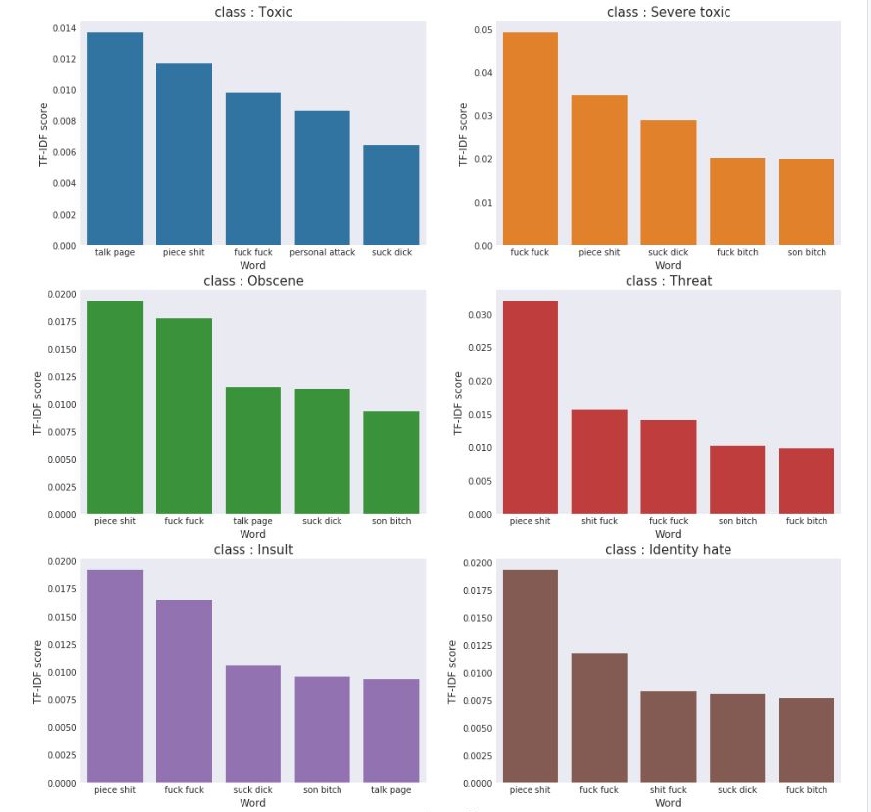 class : Toxic
0.014
0.012
0.010
0.008
0.006
0.004
0.002
0.000
TF-IDF score
talk page piece shit fuck fuck personal attack suck dick
Word
class : Severe toxic
0.05
0.04
0.03
0.02
0.01
0.00
TF-IDF score
fuck fuck piece shit suck dick fuck bitch son bitch
Word
class : Obscene
0.0200
0.0175
0.0150
0.0125
0.0100
0.0075
0.0050
0.0025
0.0000
TF-IDF score
piece shit fuck fuck talk page suck dick son bitch
Word
class : Threat
0.030
0.025
0.020
0.015
0.010
0.005
0.000
TF-IDF score
piece shit shit fuck fuck fuck son bitch fuck bitch
Word
class : Insult
0.0200
0.0175
0.0150
0.0125
0.0100
0.0075
0.0050
0.0025
0.0000
TF-IDF score
piece shit fuck fuck suck dick son bitch talk page
Word
class : Identity hate
0.0200
0.0175
0.0150
0.0125
0.0100
0.0075
0.0050
0.0025
0.0000
TF-IDF score
piece shit fuck fuck shit fuck suck dick fuck bitch
Word